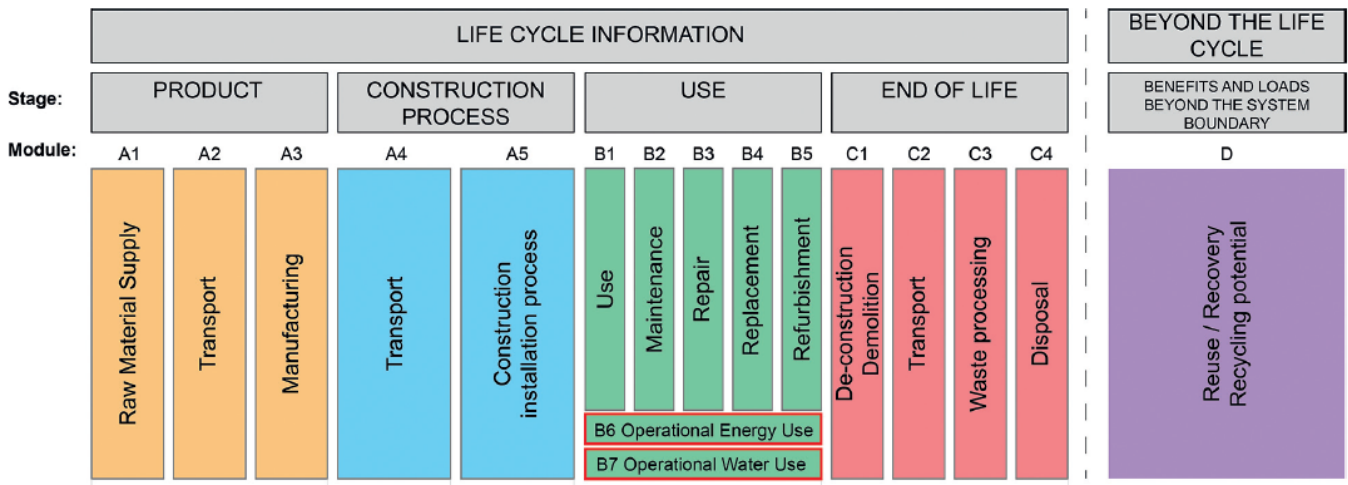 LIFE CYCLE INFORMATION
BEYOND THE LIFE
CYCLE
Stage:
PRODUCT
CONSTRUCTION
PROCESS
USE
END OF LIFE
BENEFITS AND LOADS
BEYOND THE SYSTEM
BOUNDARY
Module:
A1
A2
A3
A4
A5
B1
B2
B3
B4
B5
C1
C2
C3
C4
D
Raw Material Supply
Transport
Manufacturing
Transport
Construction
installation process
Use
Maintenance
Repair
Replacement
Refurbishment
B6 Operational Energy Use
B7 Operational Water Use
De-construction
Demolition
Transport
Waste processing
Disposal
Reuse / Recovery
Recycling potential